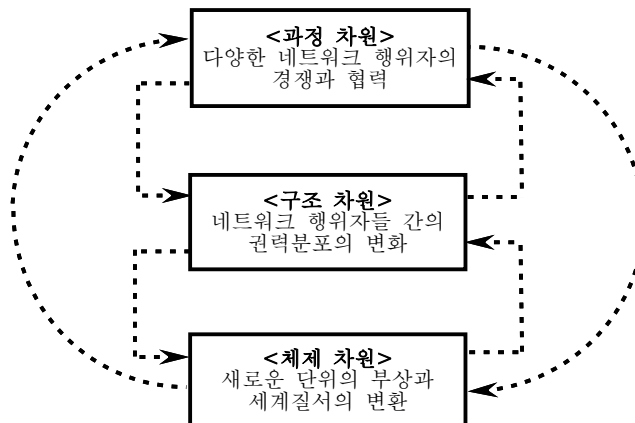 <과정 차원>
다양한 네트워크 행위자의
경쟁과 협력
<구조 차원>
네트워크 행위자들 간의
권력분포의 변화
<체제 차원>
새로운 단위의 부상과
세계질서의 변환